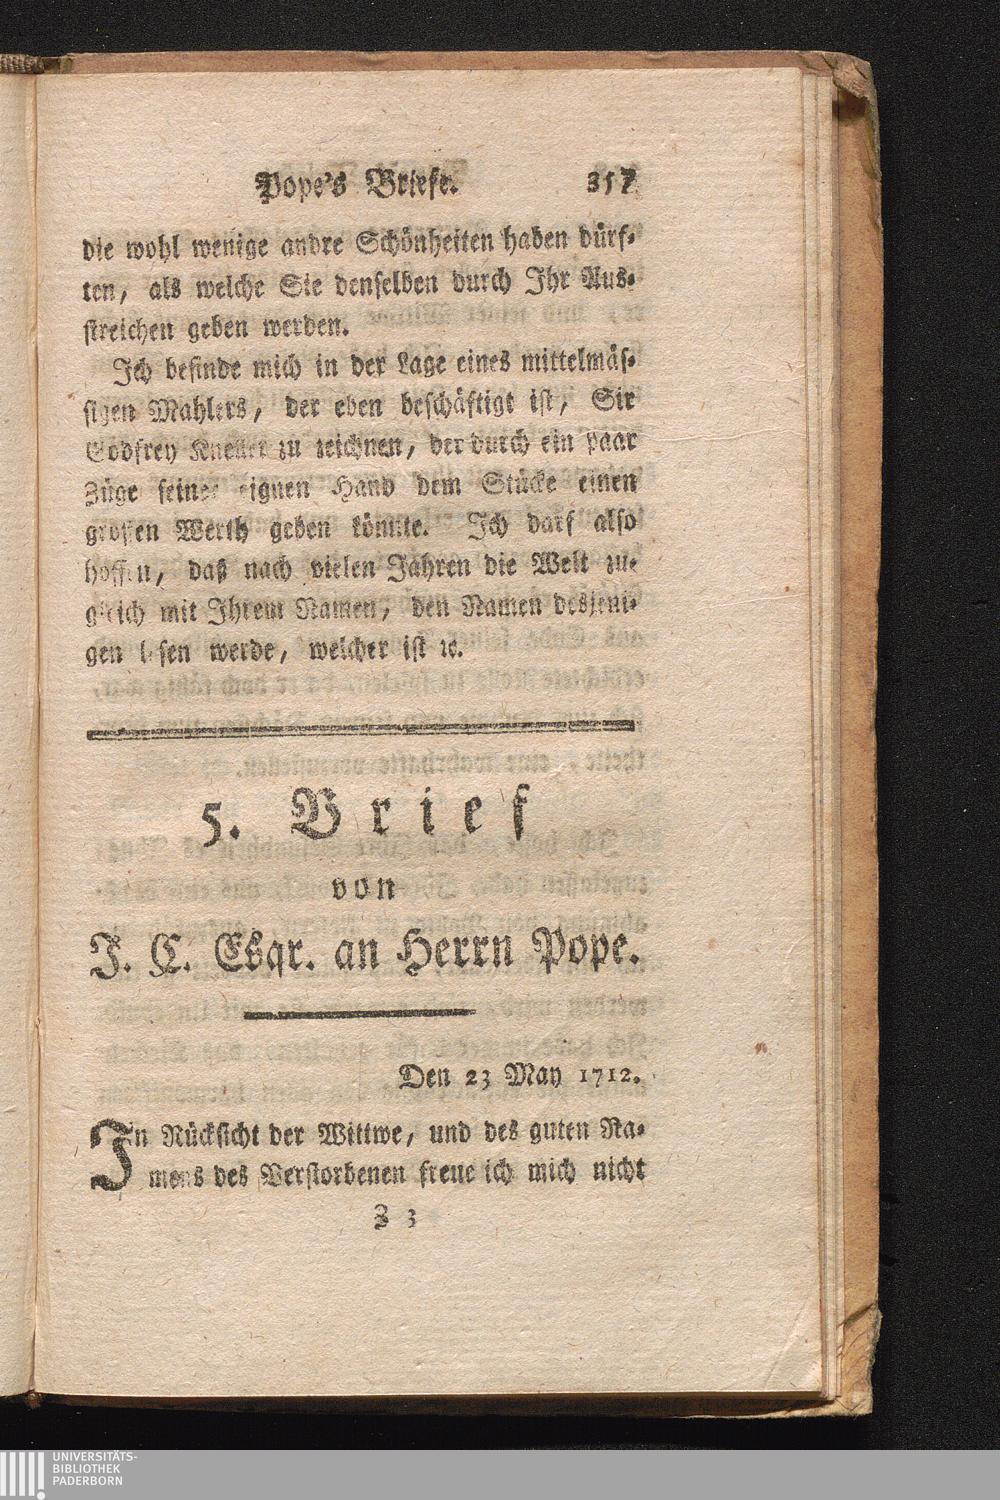 Pope's Briefe. 357
die wohl wenige andre Schönheiten haben dürf-
ten, als welche Sie denselben durch Ihr Aus-
streichen geben werden.
Ich befinde mich in der Lage eines mittelmäs-
sigen Mahlers, der eben beschäftigt ist, Sir
Godfrey Kneller zu zeichnen, der durch ein paar
Züge seiner eignen Hand dem Stücke einen
grossen Werth geben könnte. Ich darf also
hoffen, daß nach vielen Jahren die Welt zu-
gleich mit Ihrem Namen, den Namen desjeni-
gen lesen werde, welcher ist ꝛc.
5. Brief
von
J. C. Esqr. an Herrn Pope.
Den 23 May 1712.
In Rücksicht der Wittwe, und des guten Na-
mens des Verstorbenen freue ich mich nicht
Z 3
UNIVERSITÄTS-
BIBLIOTHEK
PADERBORN